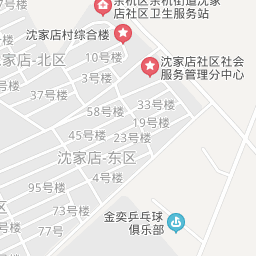 余杭区余杭街道沈家
店社区卫生服务站
沈家店村综合楼
10号楼
沈家店社区社会
服务管理分中心
沈家店-北区
3号楼
37号楼
33号楼
58号楼
19号楼
45号楼
23号楼
沈家店-东区
4号楼
95号楼
73号楼
金奕乒乓球
俱乐部
区
77号